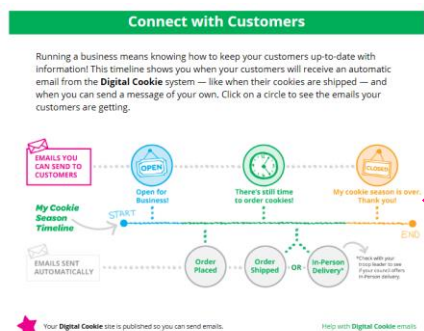 Connect with Customers
Running a business means knowing how to keep your customers up-to-date with
information! This timeline shows you when your customers will receive an automatic
email from the Digital Cookie system — like when their cookies are shipped — and
when you can send a message of your own. Click on a circle to see the emails your
customers are getting.
EMAILS YOU
CAN SEND TO
CUSTOMERS
OPEN
CLOSED
Open for
Business!
There's still time
to order cookies!
My cookie season is over.
Thank you!
My Cookie
Season
Timeline
START
END
EMAILS SENT
AUTOMATICALLY
Order
Placed
Order
Shipped
- OR -
In-Person
Delivery*
*Check with your
troop leader to see
if your council offers
in-Person delivery.
Your Digital Cookie site is published so you can send emails.
Help with Digital Cookie emails